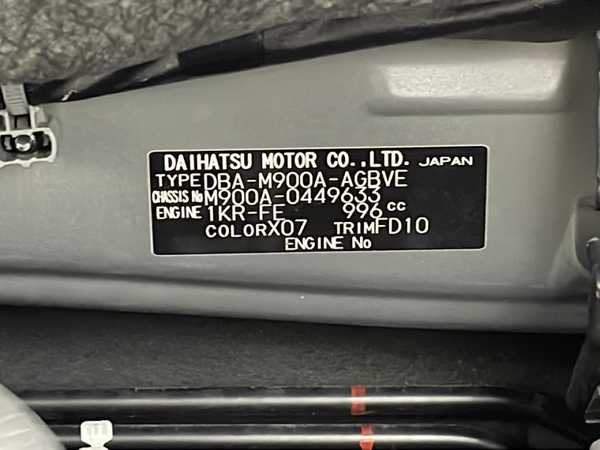 DAIHATSU MOTOR CO.,LTD. JAPAN
TYPE DBA-M900A-AGBVE
CHASSIS No M900A-0449633
ENGINE 1KR-FE 996 cc
COLOR X07 TRIM FD10
ENGINE No